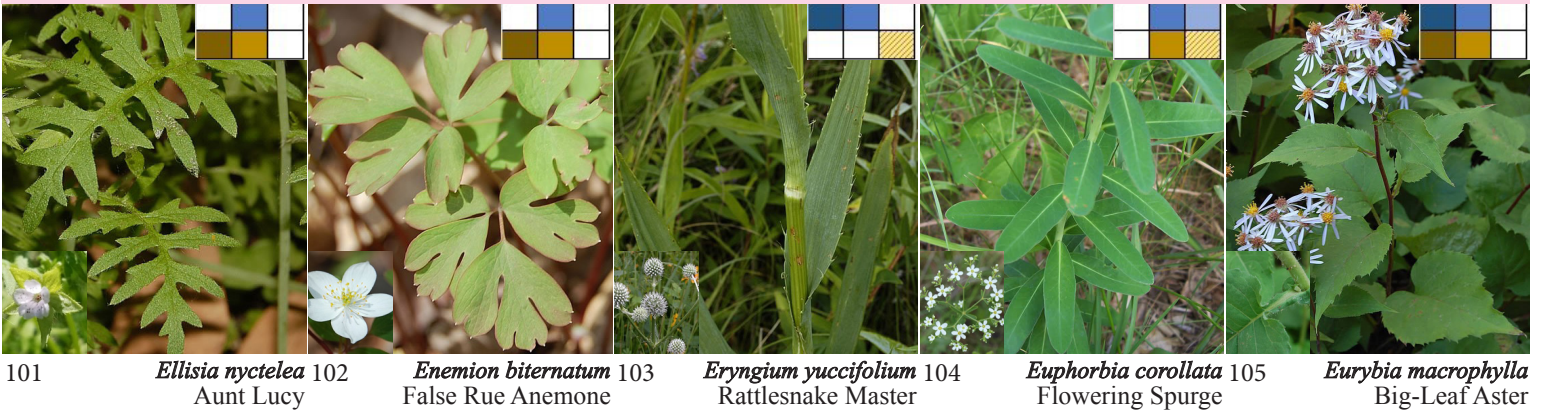 101 Ellisia nyctelea
Aunt Lucy
102 Enemion biternatum
False Rue Anemone
103 Eryngium yuccifolium
Rattlesnake Master
104 Euphorbia corollata
Flowering Spurge
105 Eurybia macrophylla
Big-Leaf Aster